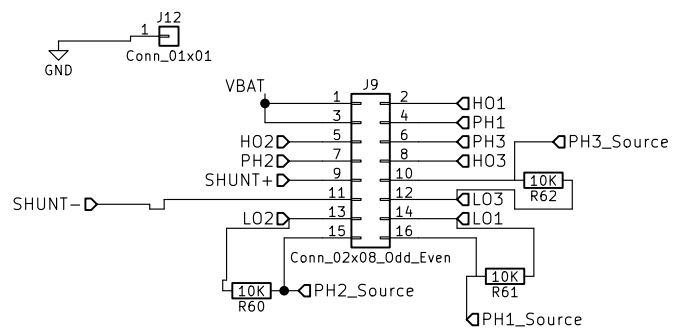 J12
1
Conn_01x01
GND
VBAT
J9
1 2 HO1
3 4 PH1
HO2 5 6 PH3 PH3_Source
PH2 7 8 HO3
SHUNT+ 9 10 10K
R62
SHUNT- 11 12 LO3
LO2 13 14 LO1
15 16
Conn_02x08_Odd_Even
10K
R61
10K PH2_Source
R60
PH1_Source